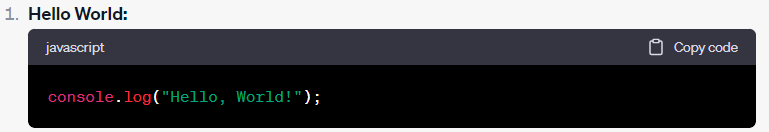 1. Hello World:
javascript Copy code
console.log("Hello, World!");